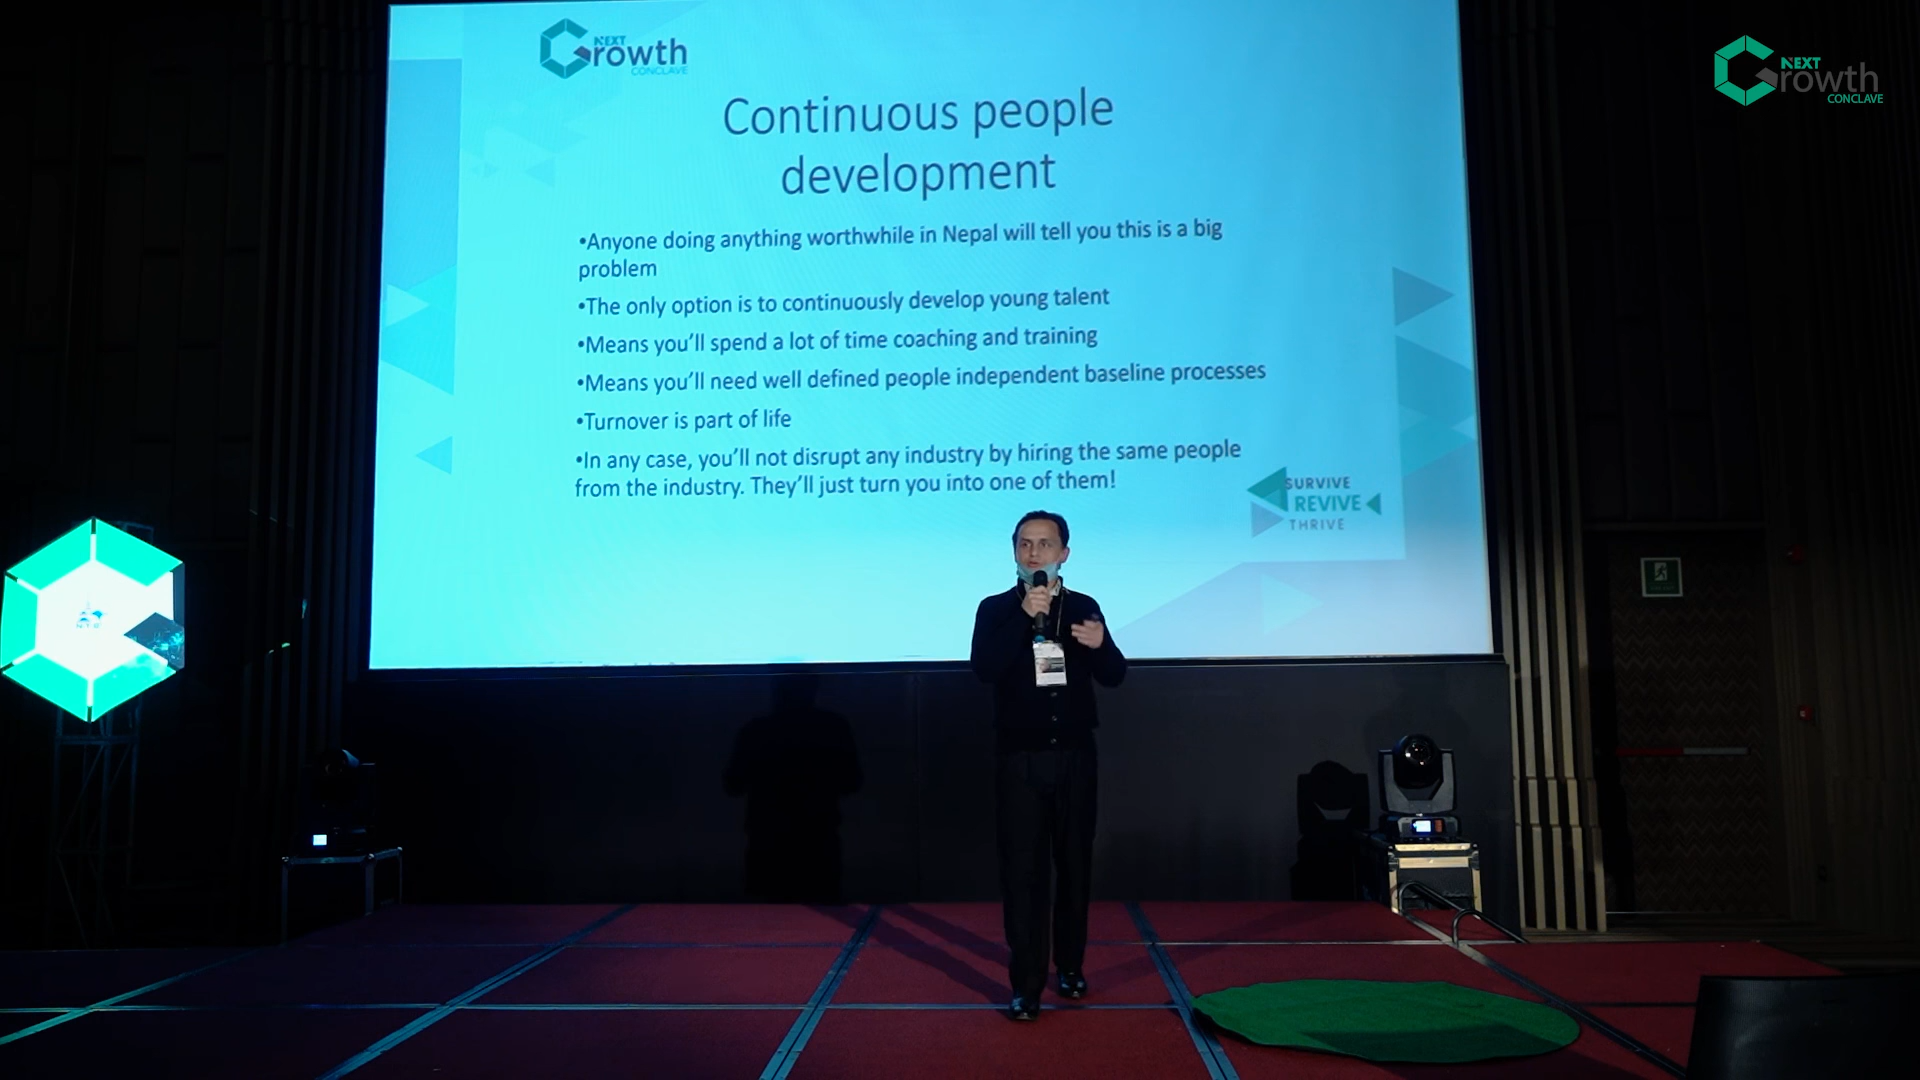 NEXT
Growth
CONCLAVE
NEXT
Growth
CONCLAVE
Continuous people
development
•Anyone doing anything worthwhile in Nepal will tell you this is a big
problem
•The only option is to continuously develop young talent
•Means you'll spend a lot of time coaching and training
•Means you'll need well defined people independent baseline processes
•Turnover is part of life
•In any case, you'll not disrupt any industry by hiring the same people
from the industry. They'll just turn you into one of them!
SURVIVE
REVIVE
THRIVE